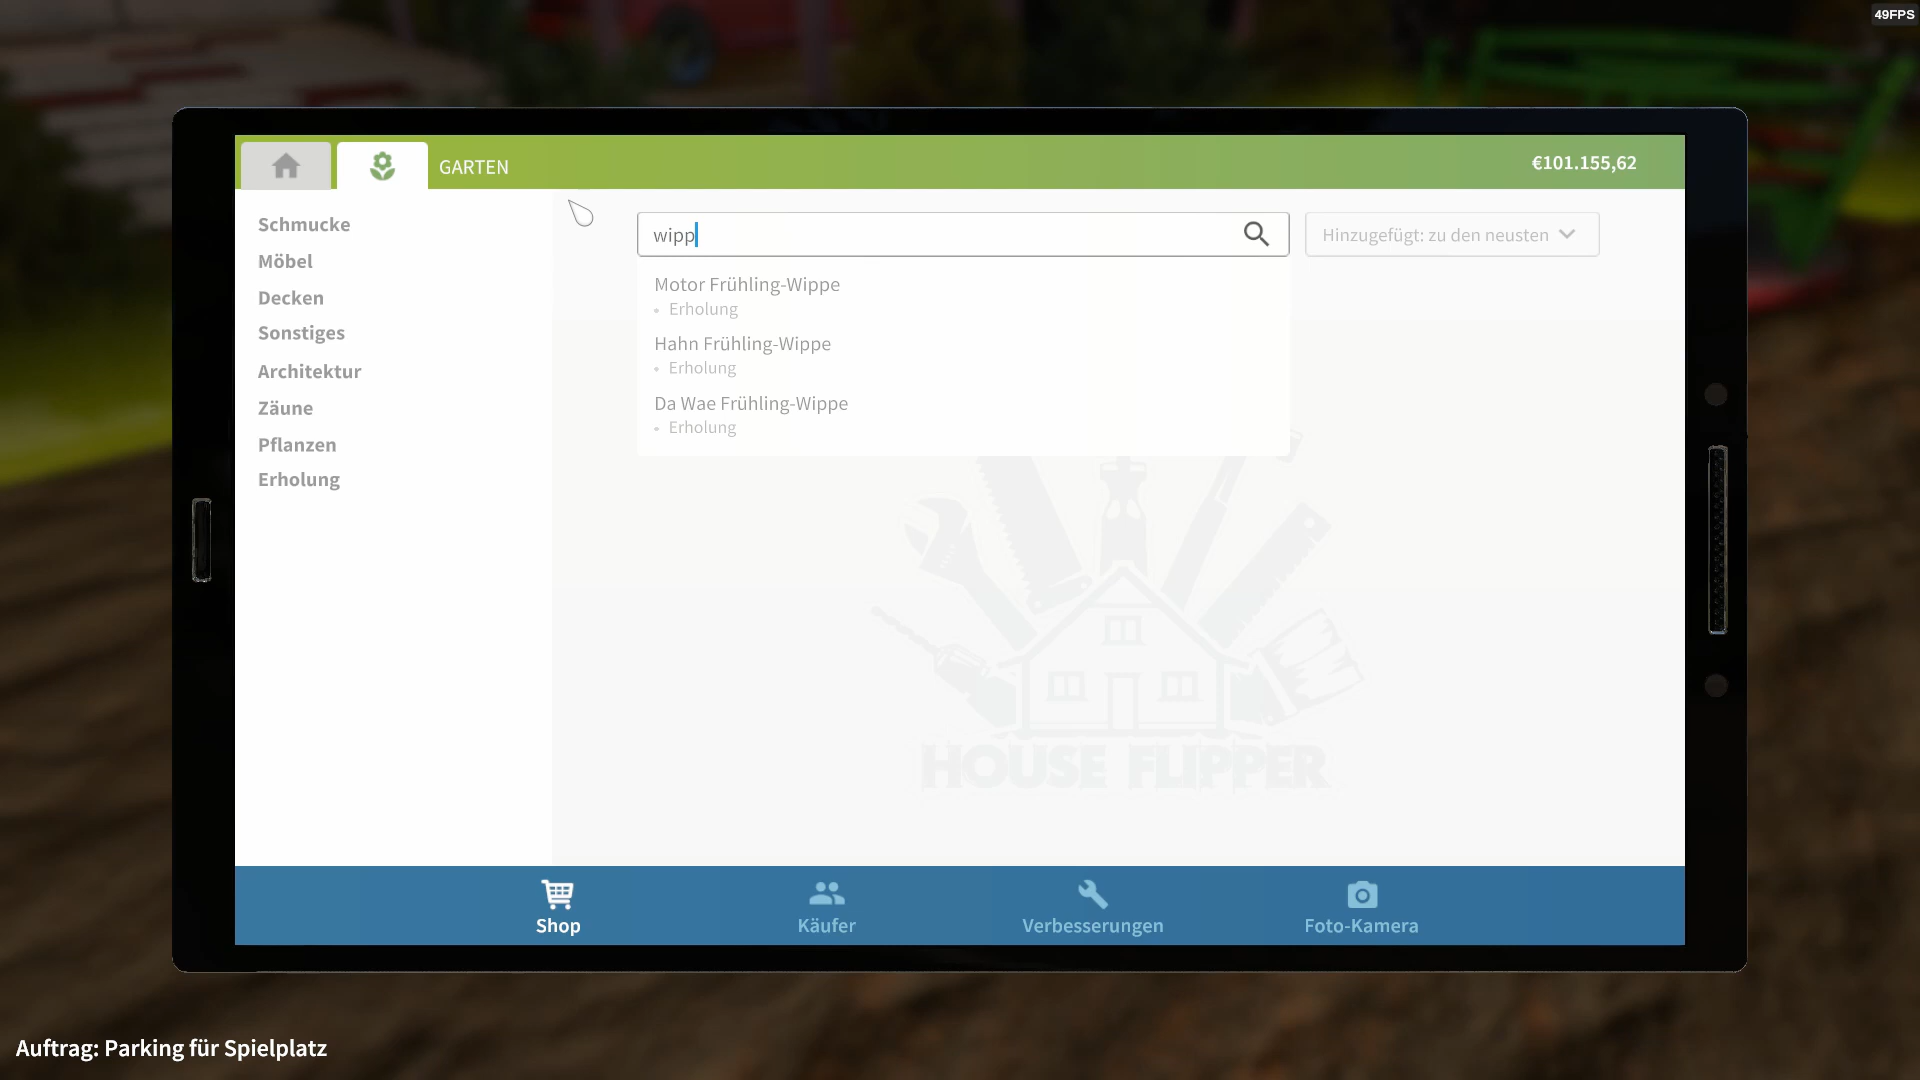 49FPS
GARTEN
€101.155,62
Schmucke
Möbel
Decken
Sonstiges
Architektur
Zäune
Pflanzen
Erholung
wipp
Hinzugefügt: zu den neusten
Motor Frühling-Wippe
• Erholung
Hahn Frühling-Wippe
• Erholung
Da Wae Frühling-Wippe
• Erholung
HOUSE FLIPPER
Shop
Käufer
Verbesserungen
Foto-Kamera
Auftrag: Parking für Spielplatz